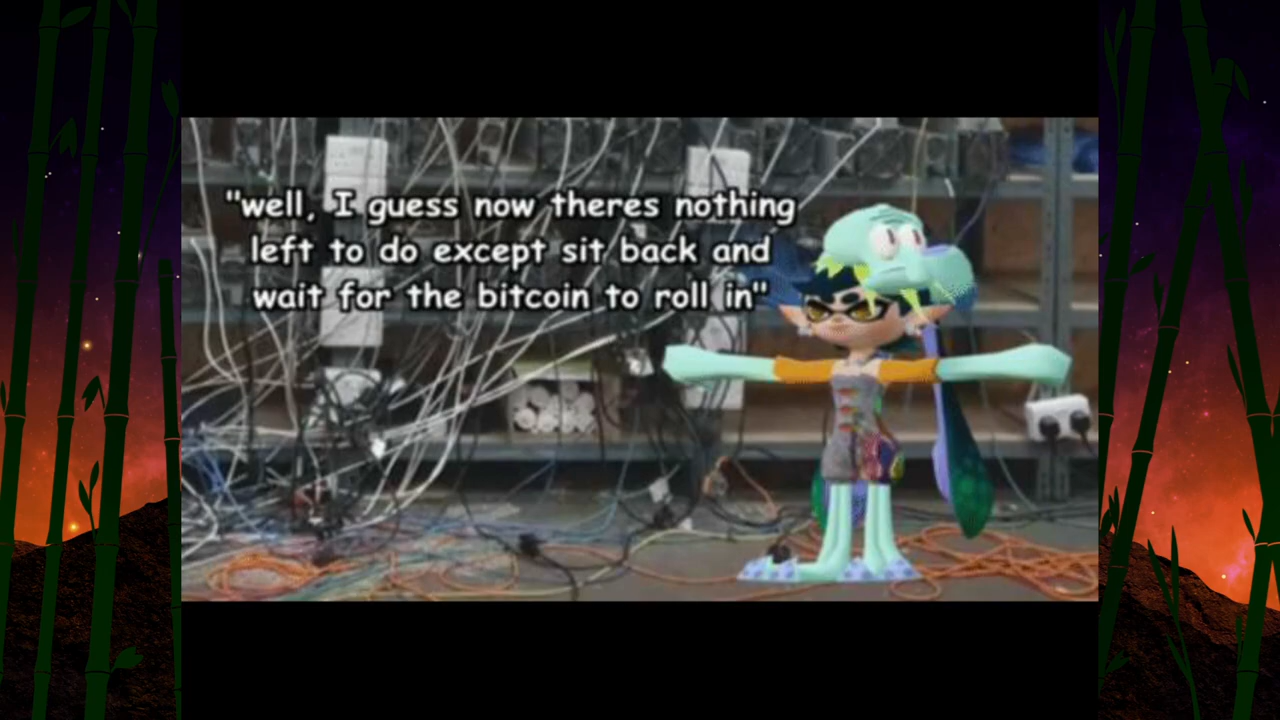 "well, I guess now theres nothing
left to do except sit back and
wait for the bitcoin to roll in"